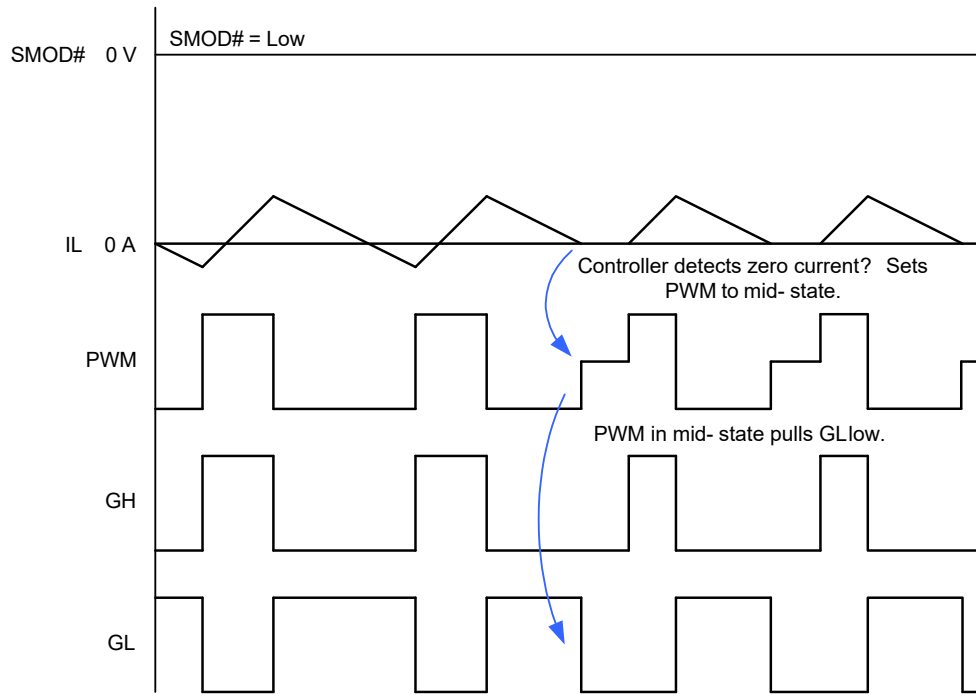 SMOD# = Low
SMOD# 0 V
IL 0 A
Controller detects zero current? Sets
PWM to mid- state.
PWM
PWM in mid- state pulls GLlow.
GH
GL